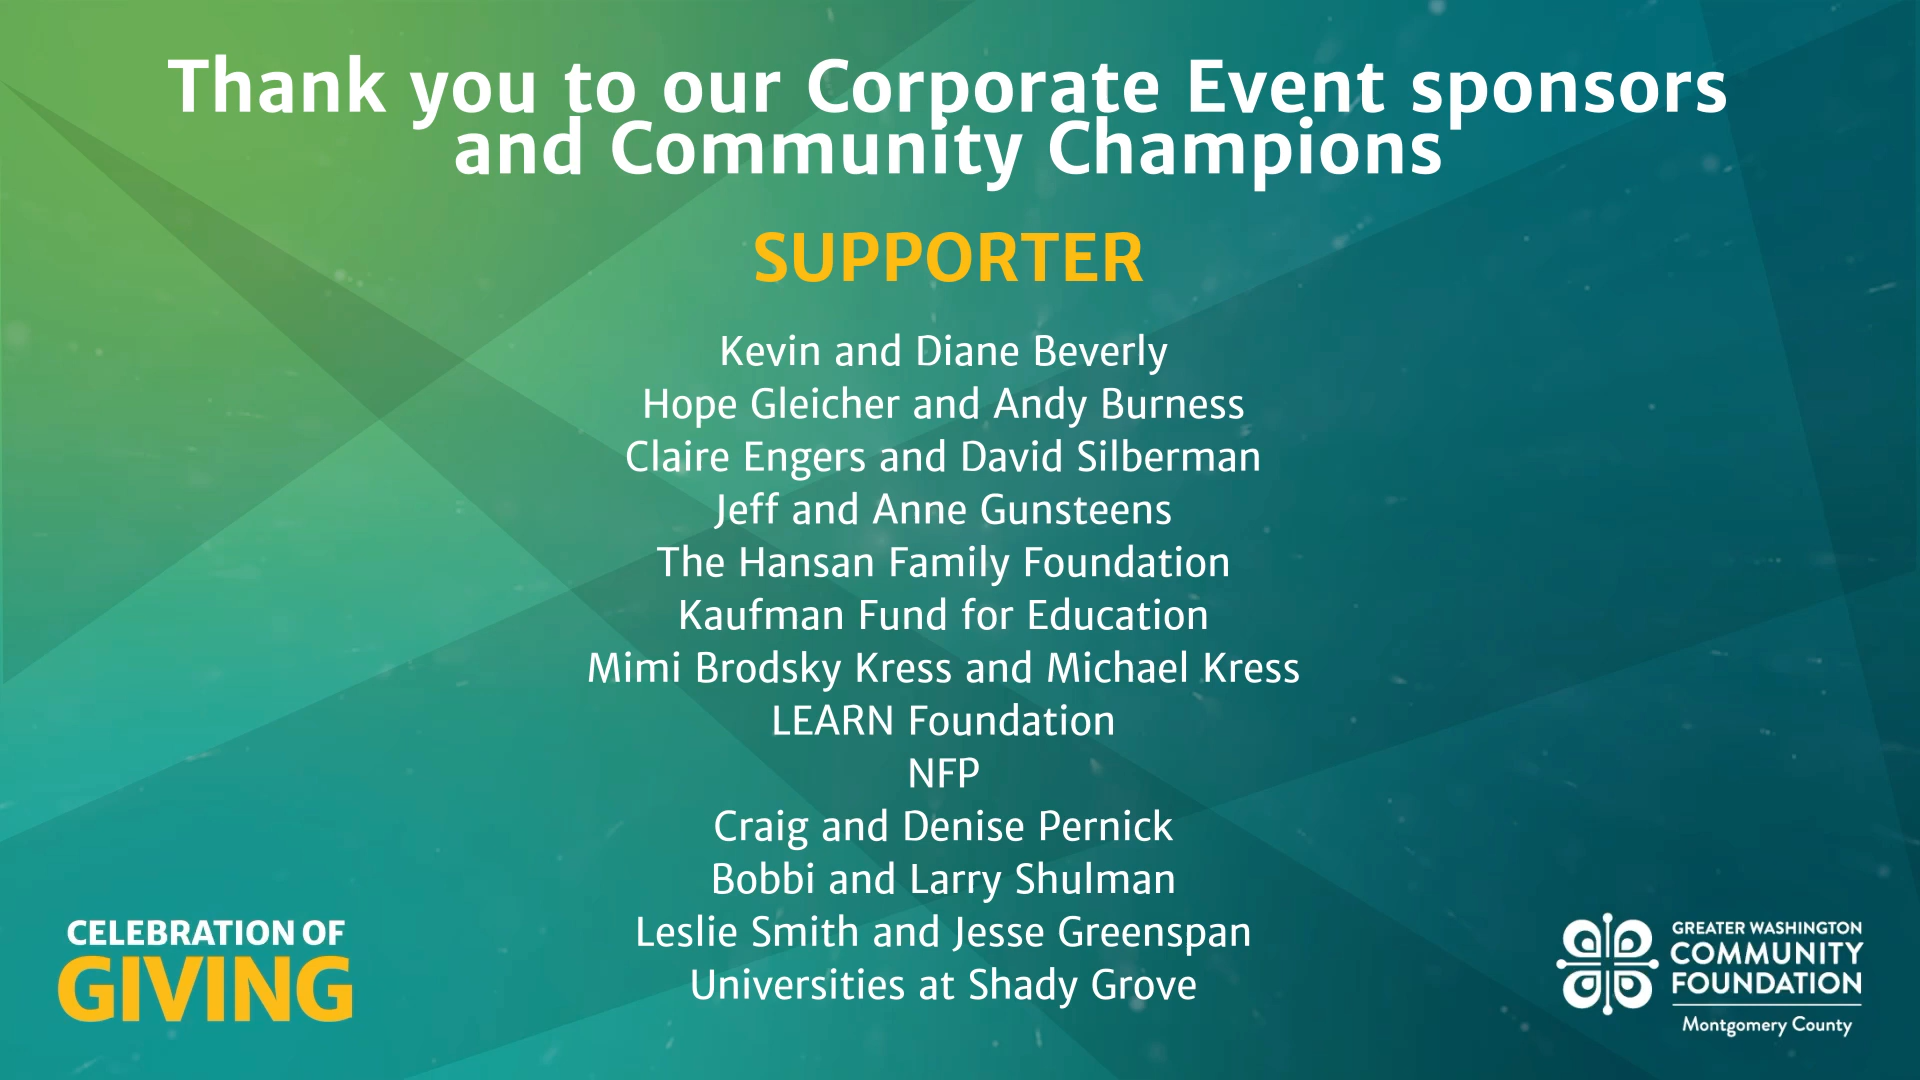 Thank you to our Corporate Event sponsors
and Community Champions
SUPPORTER
Kevin and Diane Beverly
Hope Gleicher and Andy Burness
Claire Engers and David Silberman
Jeff and Anne Gunsteens
The Hansan Family Foundation
Kaufman Fund for Education
Mimi Brodsky Kress and Michael Kress
LEARN Foundation
NFP
Craig and Denise Pernick
Bobbi and Larry Shulman
Leslie Smith and Jesse Greenspan
Universities at Shady Grove
CELEBRATION OF
GIVING
GREATER WASHINGTON
COMMUNITY
FOUNDATION
Montgomery County